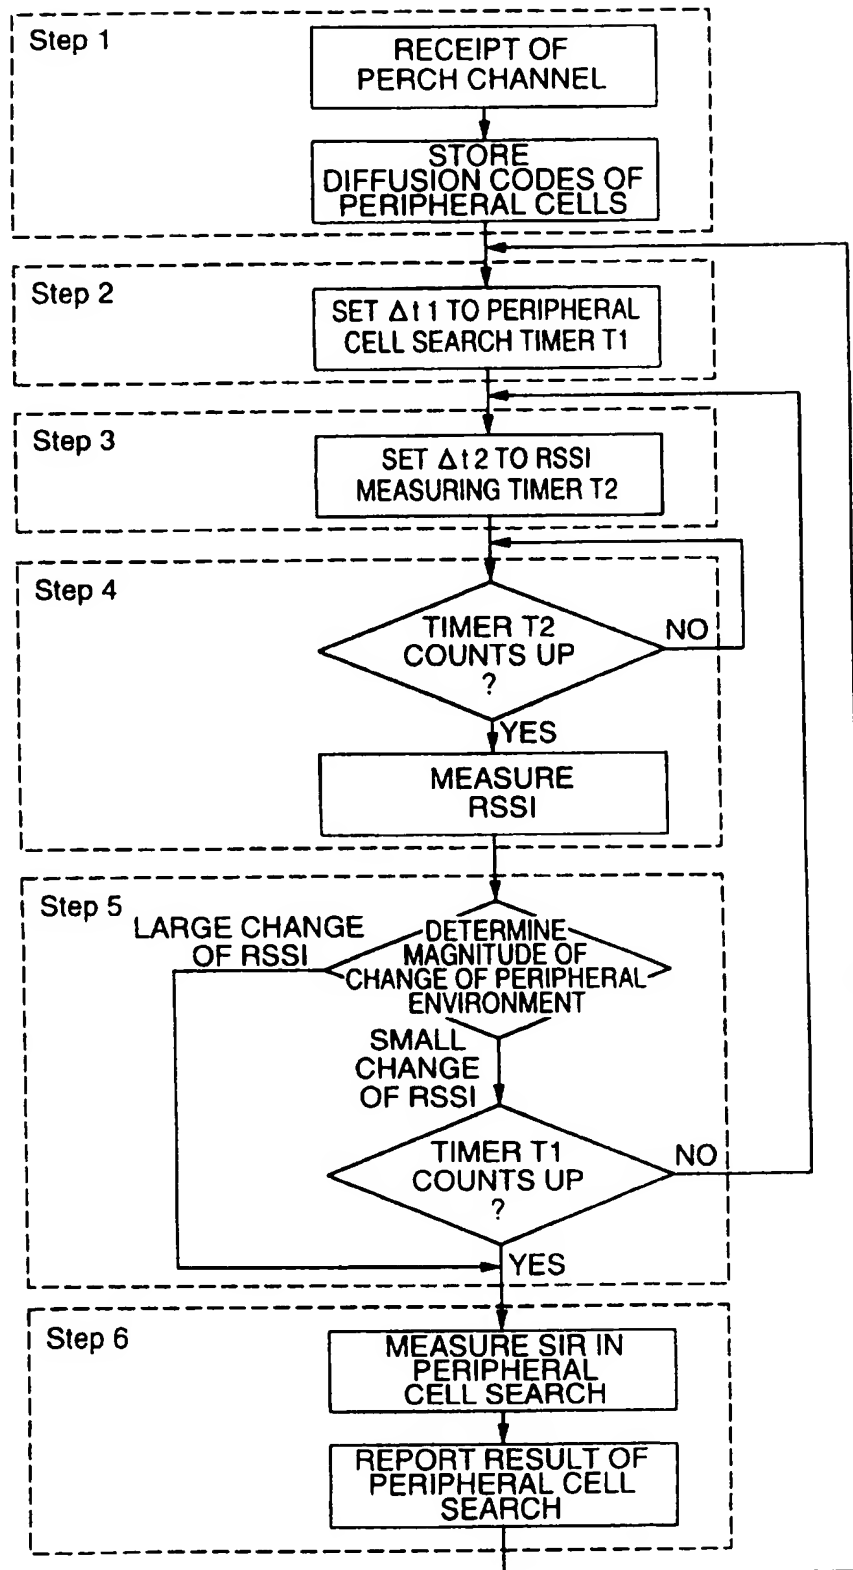 Step 1
RECEIPT OF
PERCH CHANNEL
STORE
DIFFUSION CODES OF
PERIPHERAL CELLS
Step 2
SET Δt1 TO PERIPHERAL
CELL SEARCH TIMER T1
Step 3
SET Δt2 TO RSSI
MEASURING TIMER T2
Step 4
TIMER T2
COUNTS UP
?
NO
YES
MEASURE
RSSI
Step 5
LARGE CHANGE
OF RSSI
DETERMINE
MAGNITUDE OF
CHANGE OF PERIPHERAL
ENVIRONMENT
SMALL
CHANGE
OF RSSI
TIMER T1
COUNTS UP
?
NO
YES
Step 6
MEASURE SIR IN
PERIPHERAL
CELL SEARCH
REPORT RESULT OF
PERIPHERAL CELL
SEARCH